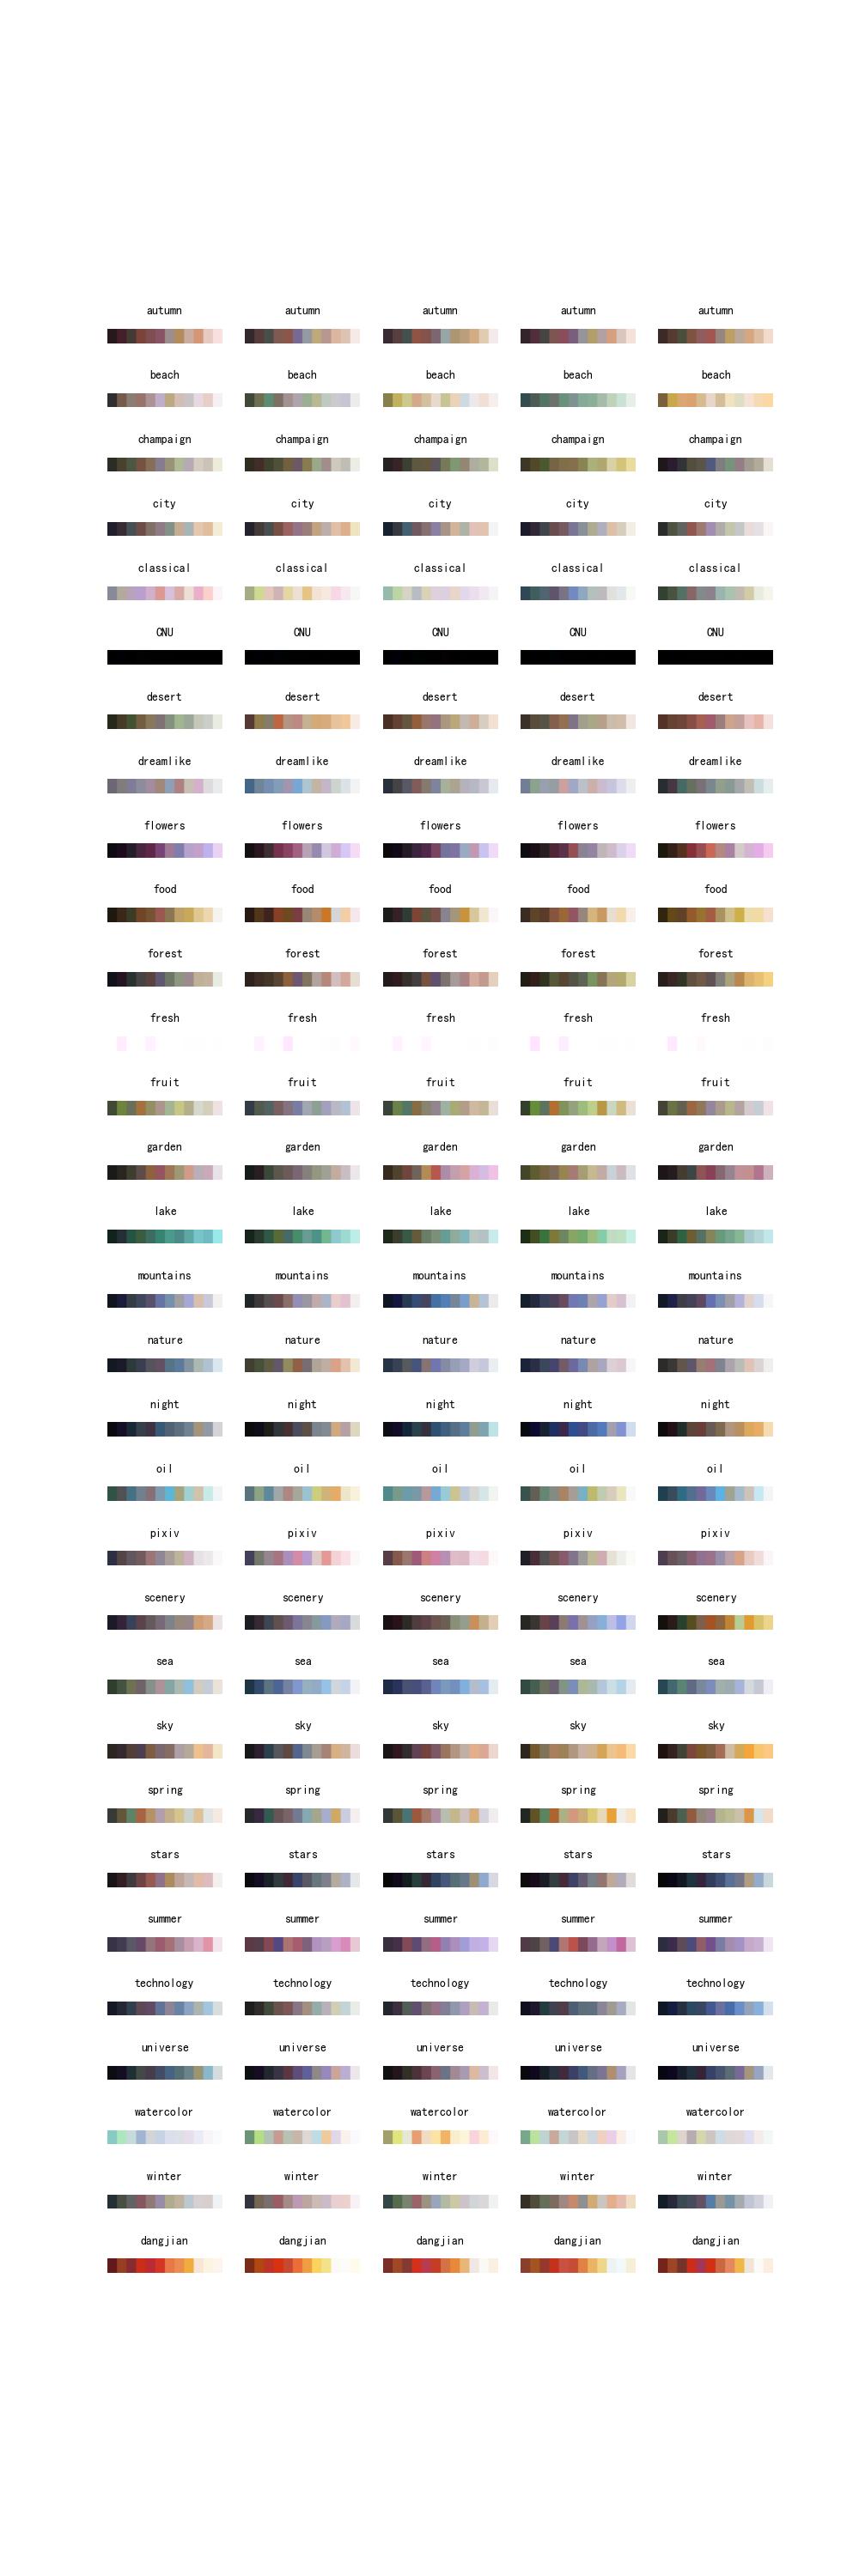 autumn autumn autumn autumn autumn
beach beach beach beach beach
champaign champaign champaign champaign champaign
city city city city city
classical classical classical classical classical
CNU CNU CNU CNU CNU
desert desert desert desert desert
dreamlike dreamlike dreamlike dreamlike dreamlike
flowers flowers flowers flowers flowers
food food food food food
forest forest forest forest forest
fresh fresh fresh fresh fresh
fruit fruit fruit fruit fruit
garden garden garden garden garden
lake lake lake lake lake
mountains mountains mountains mountains mountains
nature nature nature nature nature
night night night night night
oil oil oil oil oil
pixiv pixiv pixiv pixiv pixiv
scenery scenery scenery scenery scenery
sea sea sea sea sea
sky sky sky sky sky
spring spring spring spring spring
stars stars stars stars stars
summer summer summer summer summer
technology technology technology technology technology
universe universe universe universe universe
watercolor watercolor watercolor watercolor watercolor
winter winter winter winter winter
dangjian dangjian dangjian dangjian dangjian